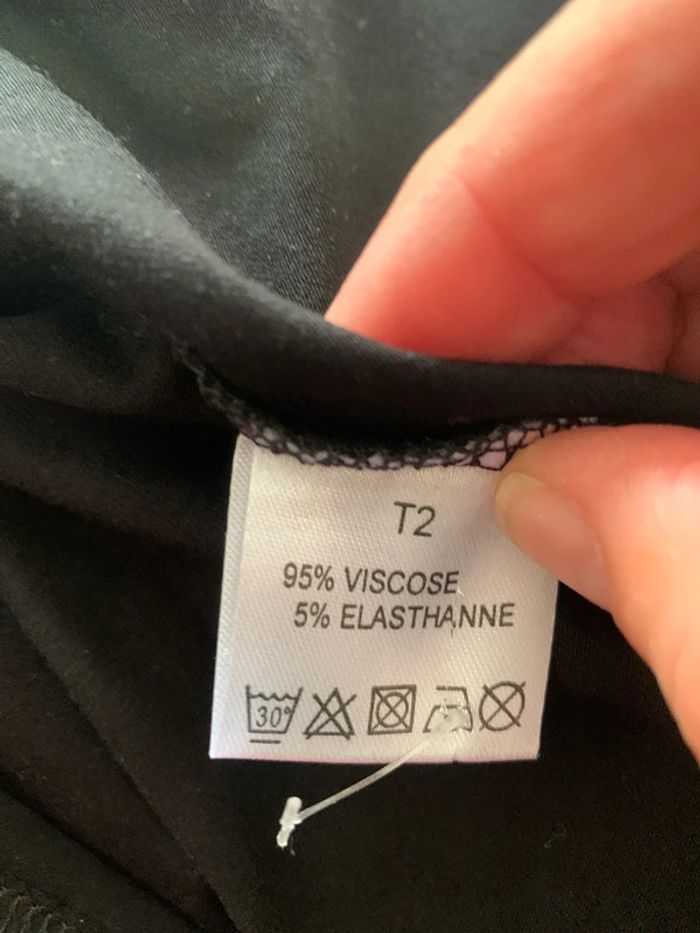 T2
95% VISCOSE
5% ELASTHANNE
30°